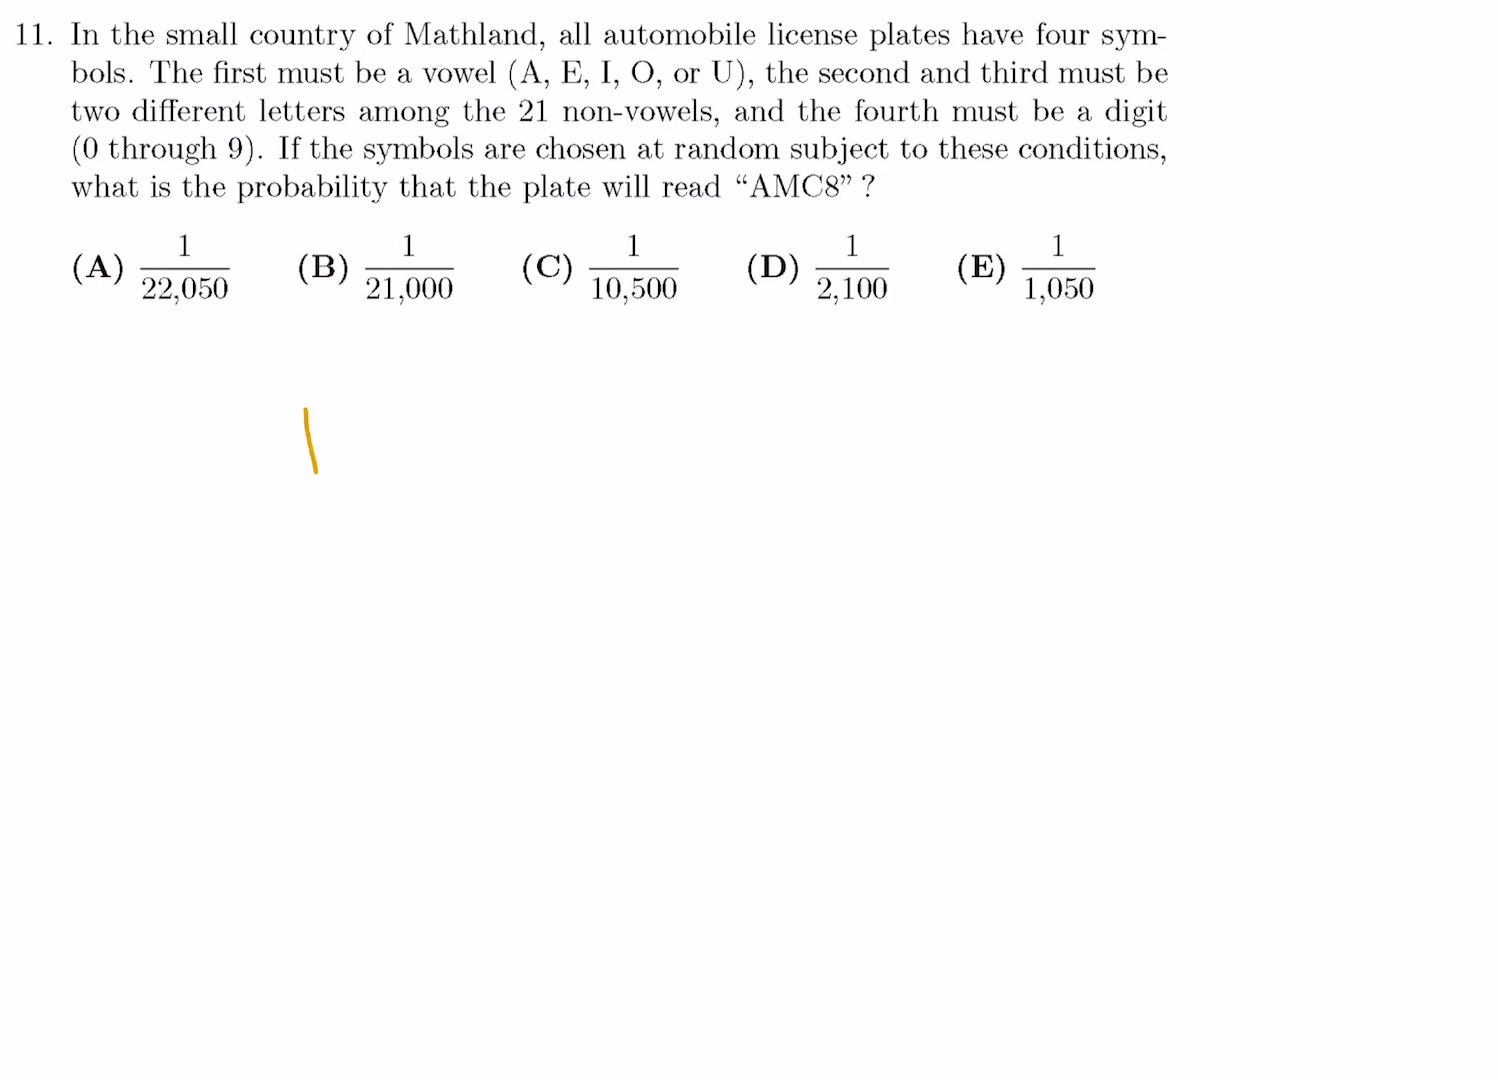 11. In the small country of Mathland, all automobile license plates have four sym-
bols. The first must be a vowel (A, E, I, O, or U), the second and third must be
two different letters among the 21 non-vowels, and the fourth must be a digit
(0 through 9). If the symbols are chosen at random subject to these conditions,
what is the probability that the plate will read “AMC8” ?
(A) 1/22,050 (B) 1/21,000 (C) 1/10,500 (D) 1/2,100 (E) 1/1,050